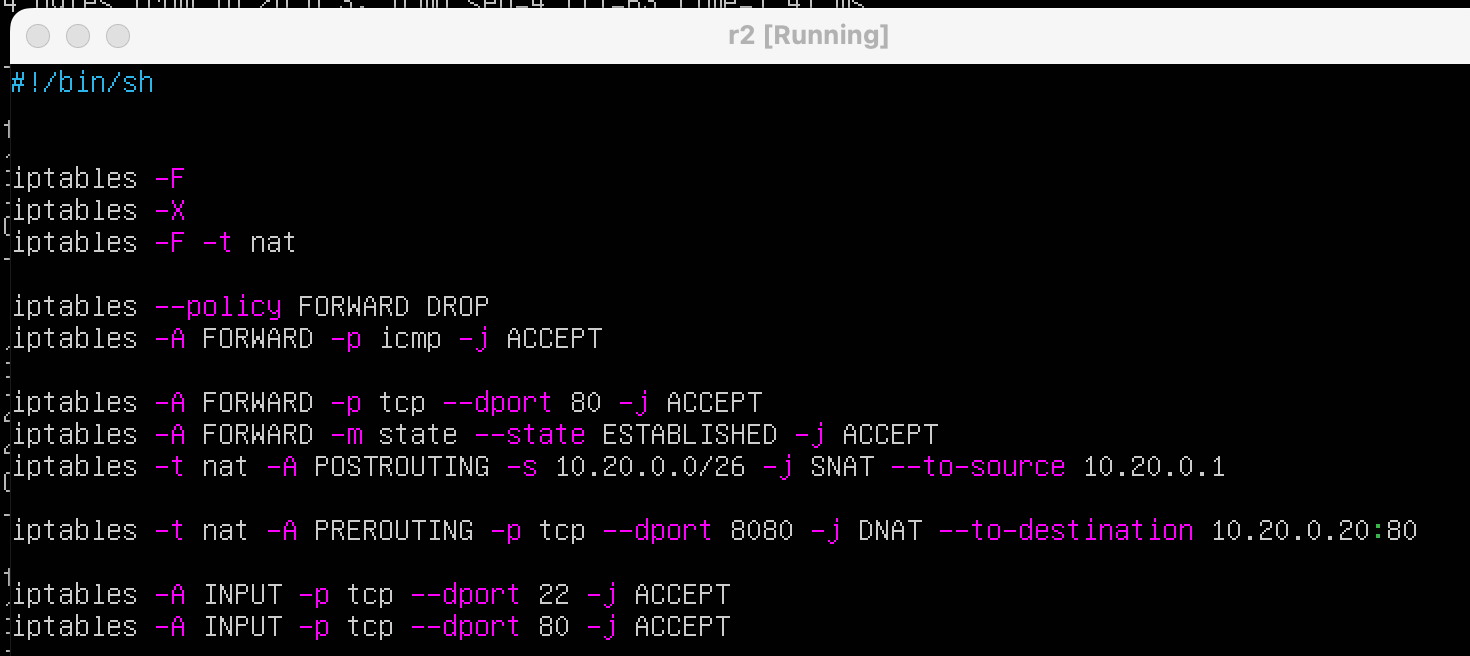 r2 [Running]
#!/bin/sh
iptables -F
iptables -X
iptables -F -t nat
iptables --policy FORWARD DROP
iptables -A FORWARD -p icmp -j ACCEPT
iptables -A FORWARD -p tcp --dport 80 -j ACCEPT
iptables -A FORWARD -m state --state ESTABLISHED -j ACCEPT
iptables -t nat -A POSTROUTING -s 10.20.0.0/26 -j SNAT --to-source 10.20.0.1
iptables -t nat -A PREROUTING -p tcp --dport 8080 -j DNAT --to-destination 10.20.0.20:80
iptables -A INPUT -p tcp --dport 22 -j ACCEPT
iptables -A INPUT -p tcp --dport 80 -j ACCEPT